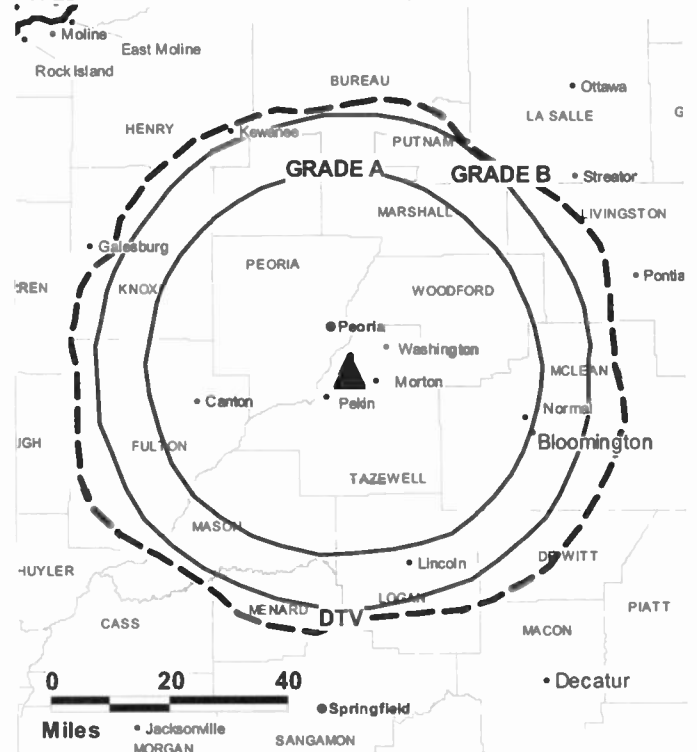 Moline
East Moline
Rock Island
BUREAU
Ottawa
LA SALLE
G
HENRY
Kewanee
PUTNAM
GRADE A
GRADE B
Streator
MARSHALL
LIVINGSTON
Galesburg
PEORIA
Pontia
REN
KNOX
WOODFORD
Peoria
Washington
MCLEAN
Morton
Canton
Pekin
Normal
UGH
FULTON
Bloomington
TAZEWELL
MASON
Lincoln
DEWITT
HUYLER
LOGAN
MENARD
PIATT
DTV
CASS
MACON
0 20 40
Decatur
Springfield
Miles
Jacksonville
SANGAMON
MORGAN